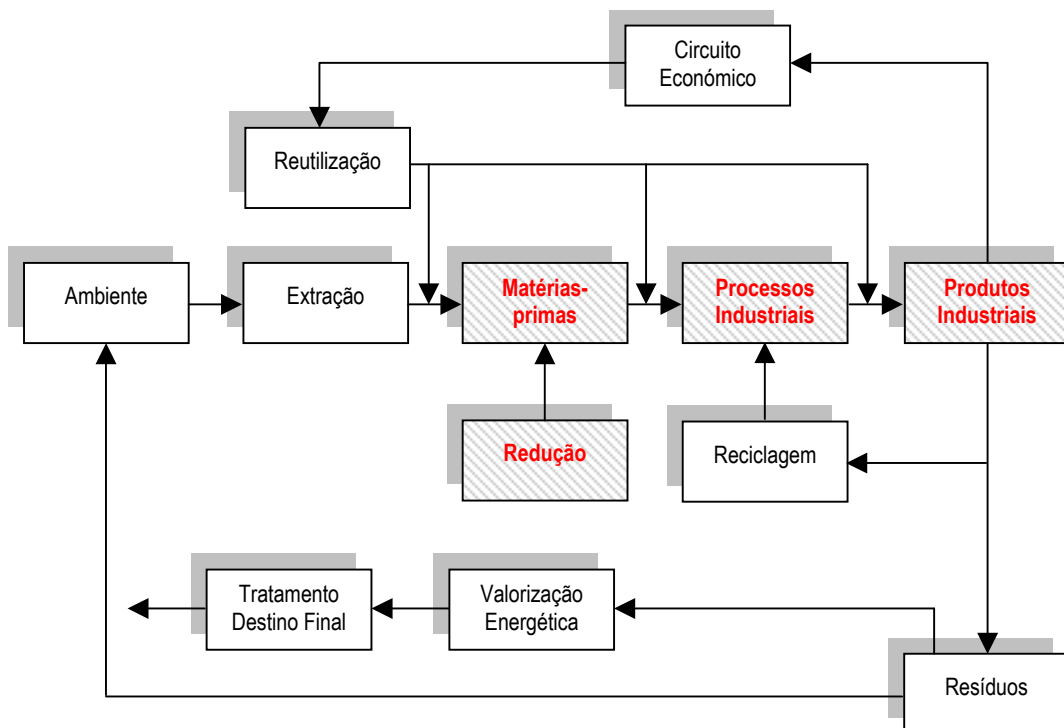 Circuito
Económico
Reutilização
Ambiente
Extração
Matérias-
primas
Processos
Industriais
Produtos
Industriais
Redução
Reciclagem
Tratamento
Destino Final
Valorização
Energética
Resíduos